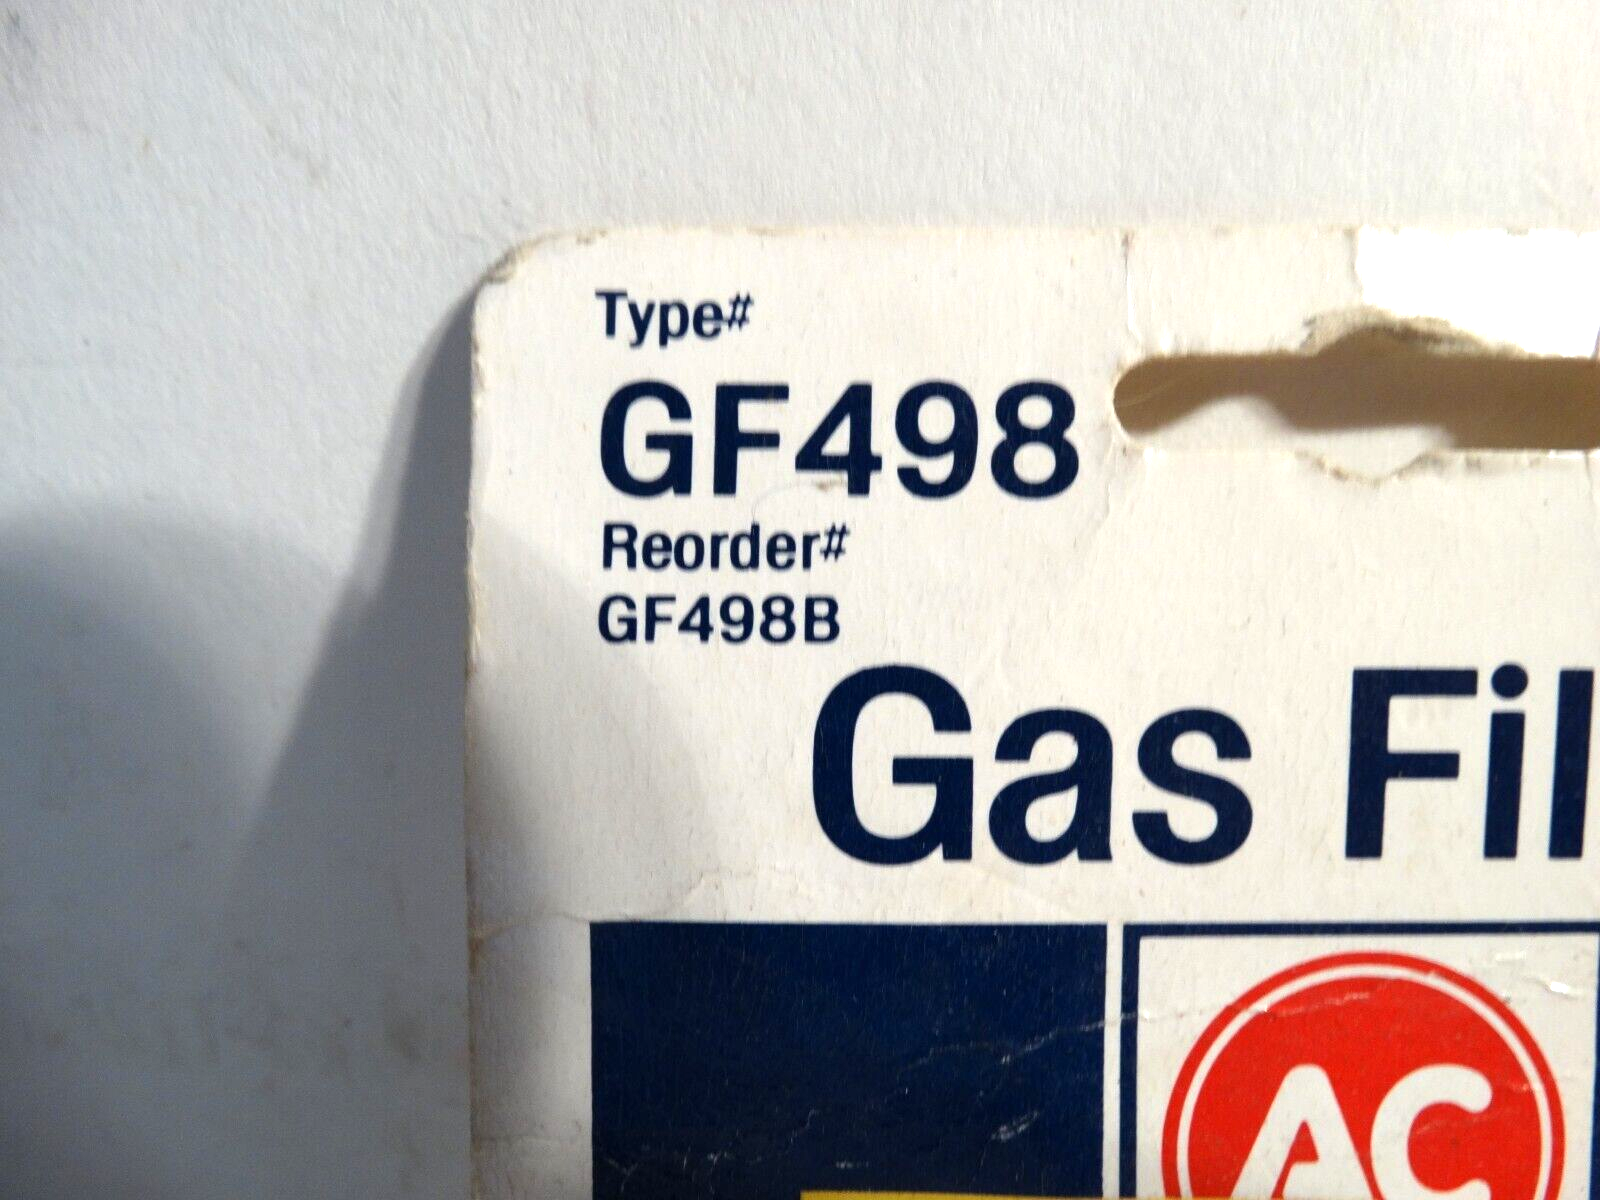 Type#
GF498
Reorder#
GF498B
Gas Fil
AC